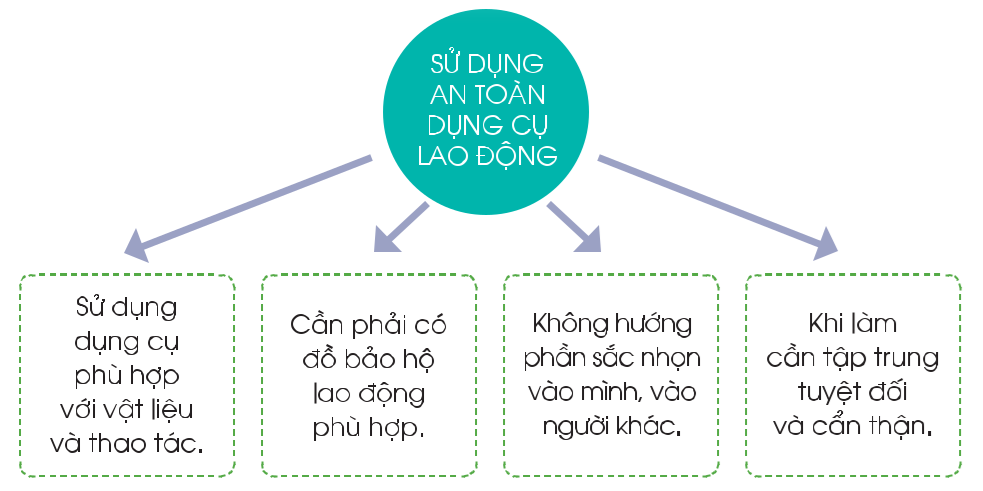 SỬ DỤNG
AN TOÀN
DỤNG CỤ
LAO ĐỘNG
Sử dụng
dụng cụ
phù hợp
với vật liệu
và thao tác.
Cần phải có
đồ bảo hộ
lao động
phù hợp.
Không hướng
phần sắc nhọn
vào mình, vào
người khác.
Khi làm
cần tập trung
tuyệt đối
và cẩn thận.